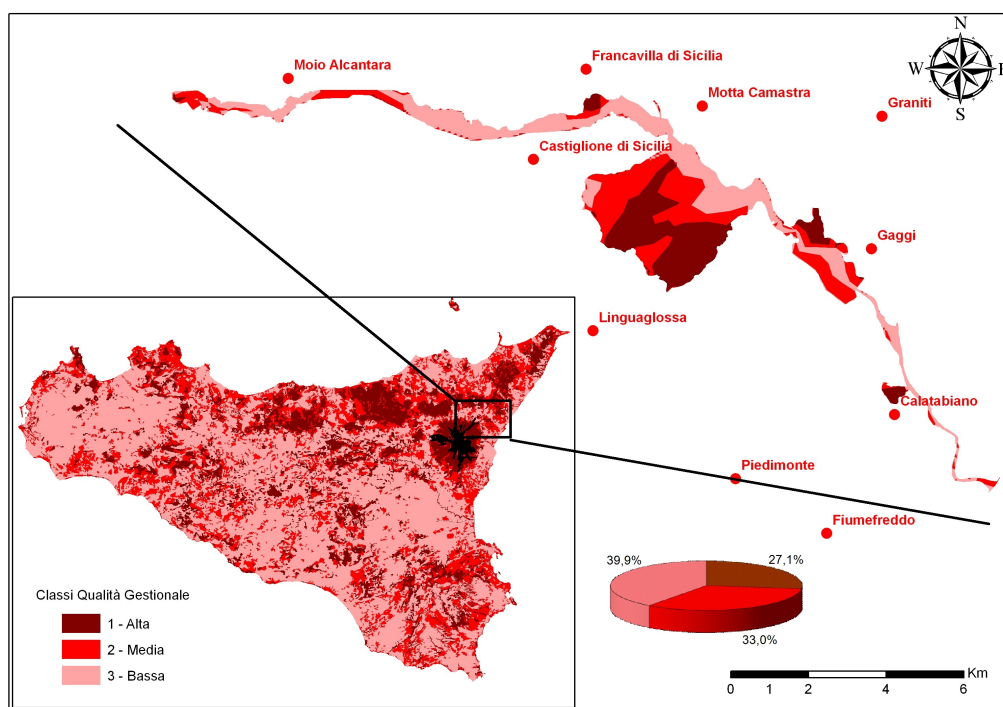 N
W
E
S
Moio Alcantara
Francavilla di Sicilia
Motta Camastra
Graniti
Castiglione di Sicilia
Gaggi
Linguaglossa
Calatabiano
Piedimonte
Fiumefreddo
39,9%
27,1%
33,0%
Classi Qualità Gestionale
1 - Alta
2 - Media
3 - Bassa
Km
0 1 2 4 6